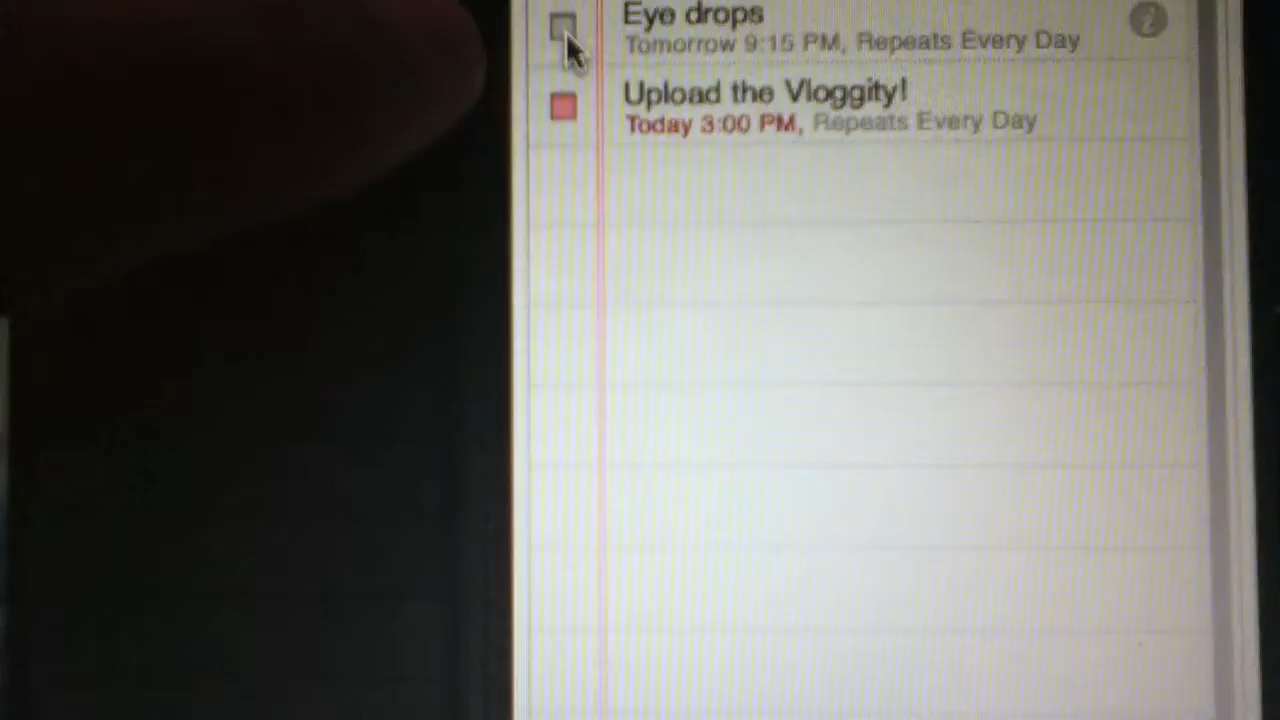 Eye drops
Tomorrow 9:15 PM, Repeats Every Day
Upload the Vloggity!
Today 3:00 PM, Repeats Every Day